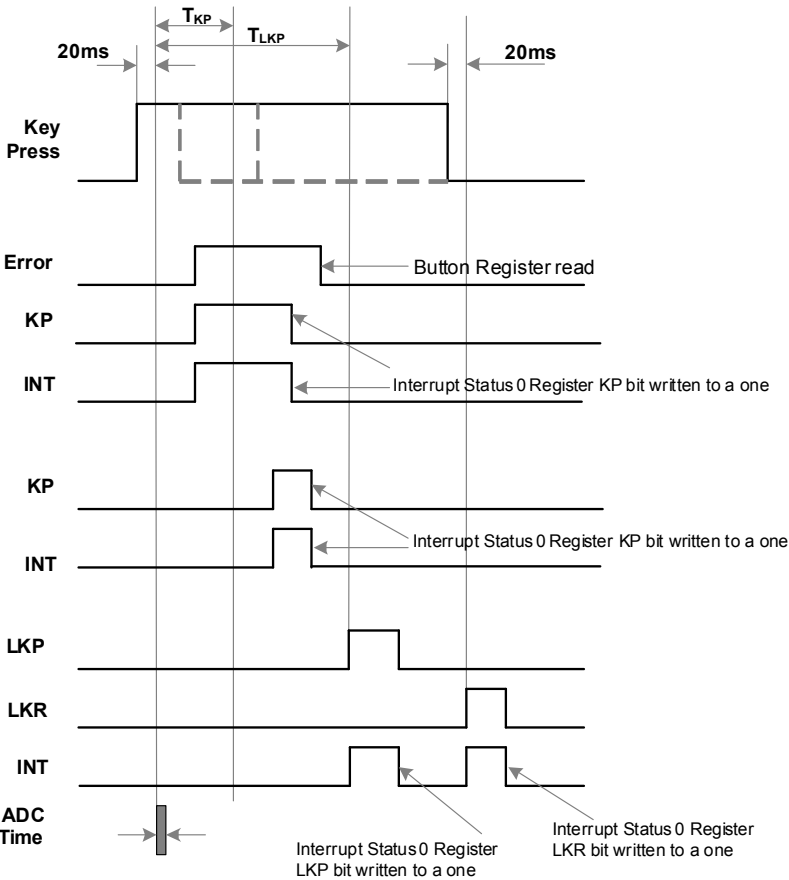 T_KP
T_LKP
20ms
20ms
Key
Press
Error
Button Register read
KP
INT
Interrupt Status 0 Register KP bit written to a one
KP
INT
Interrupt Status 0 Register KP bit written to a one
LKP
LKR
INT
ADC
Time
Interrupt Status 0 Register
LKP bit written to a one
Interrupt Status 0 Register
LKR bit written to a one